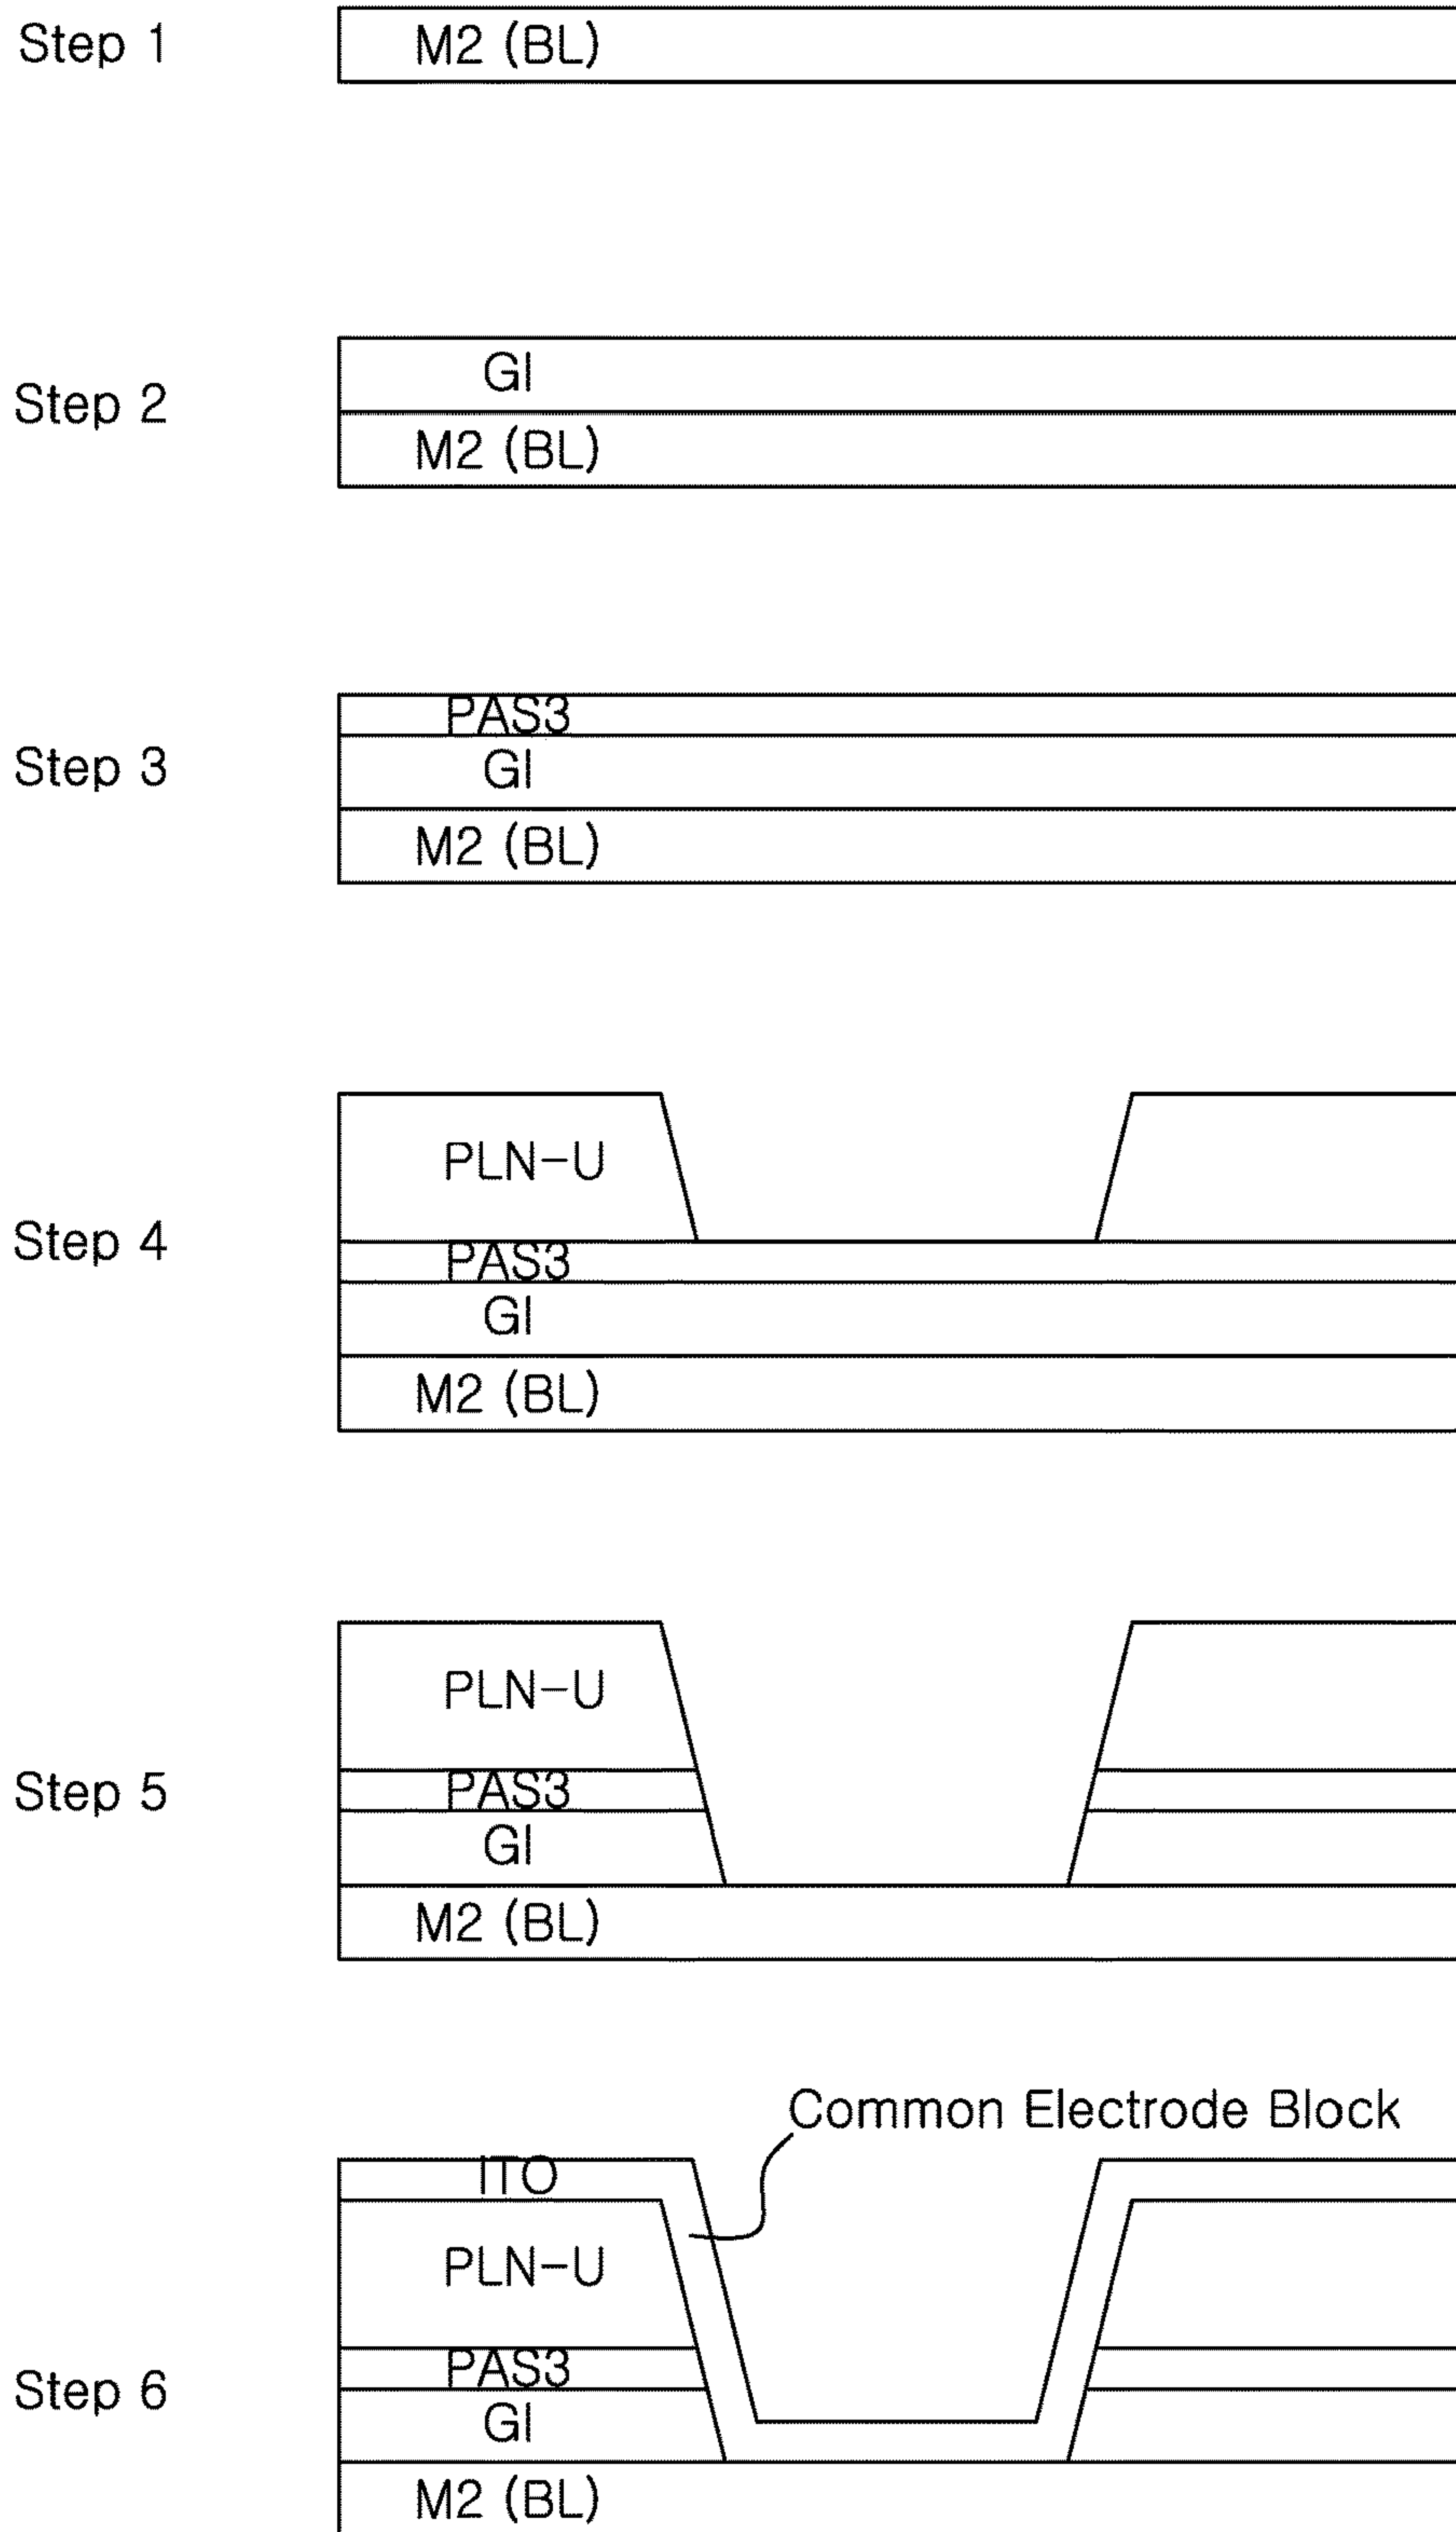 Step 1
M2 (BL)
Step 2
GI
M2 (BL)
Step 3
PAS3
GI
M2 (BL)
Step 4
PLN-U
PAS3
GI
M2 (BL)
Step 5
PLN-U
PAS3
GI
M2 (BL)
Common Electrode Block
Step 6
ITO
PLN-U
PAS3
GI
M2 (BL)